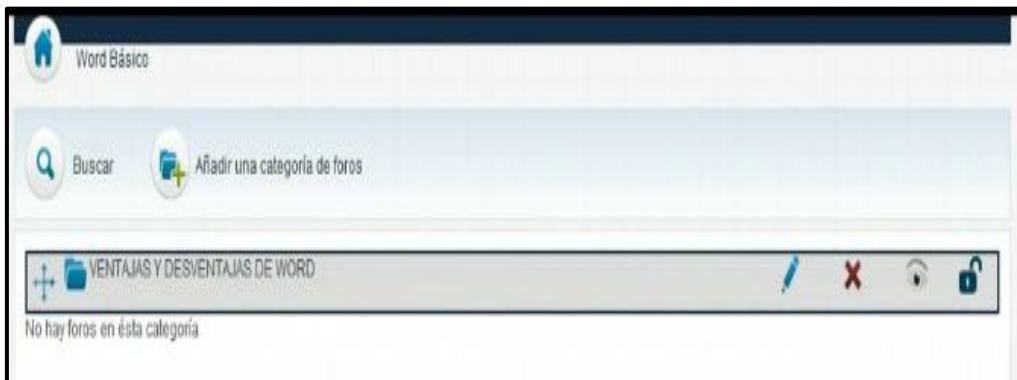 Word Básico
Buscar Añadir una categoría de foros
VENTAJAS Y DESVENTAJAS DE WORD
No hay foros en ésta categoría